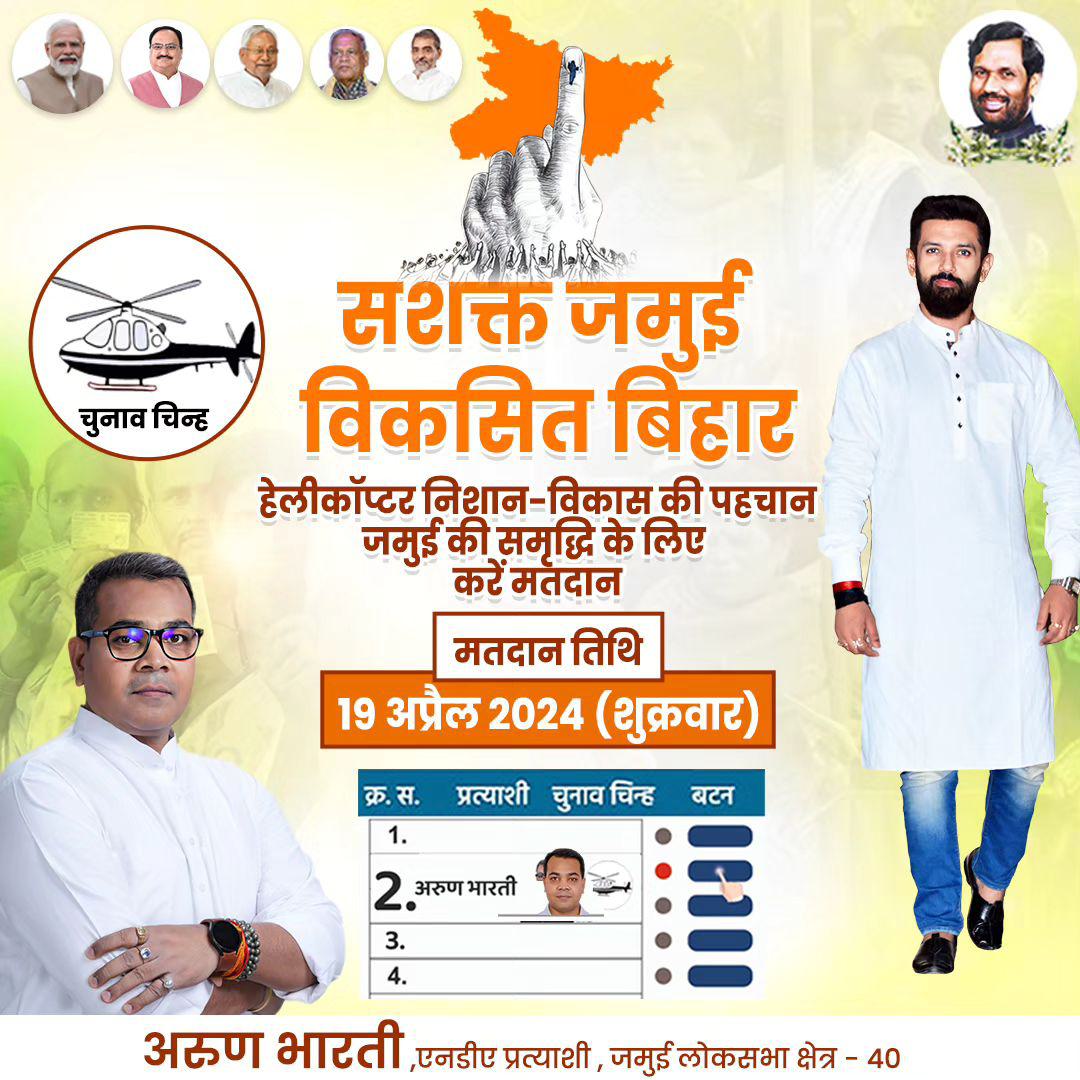 चुनाव चिन्ह
सशक्त जमुई
विकसित बिहार
हेलीकॉप्टर निशान-विकास की पहचान
जमुई की समृद्धि के लिए
करें मतदान
मतदान तिथि
19 अप्रैल 2024 (शुक्रवार)
क्र. स. प्रत्याशी चुनाव चिन्ह बटन
1.
2. अरुण भारती
3.
4.
अरुण भारती ,एनडीए प्रत्याशी , जमुई लोकसभा क्षेत्र - 40